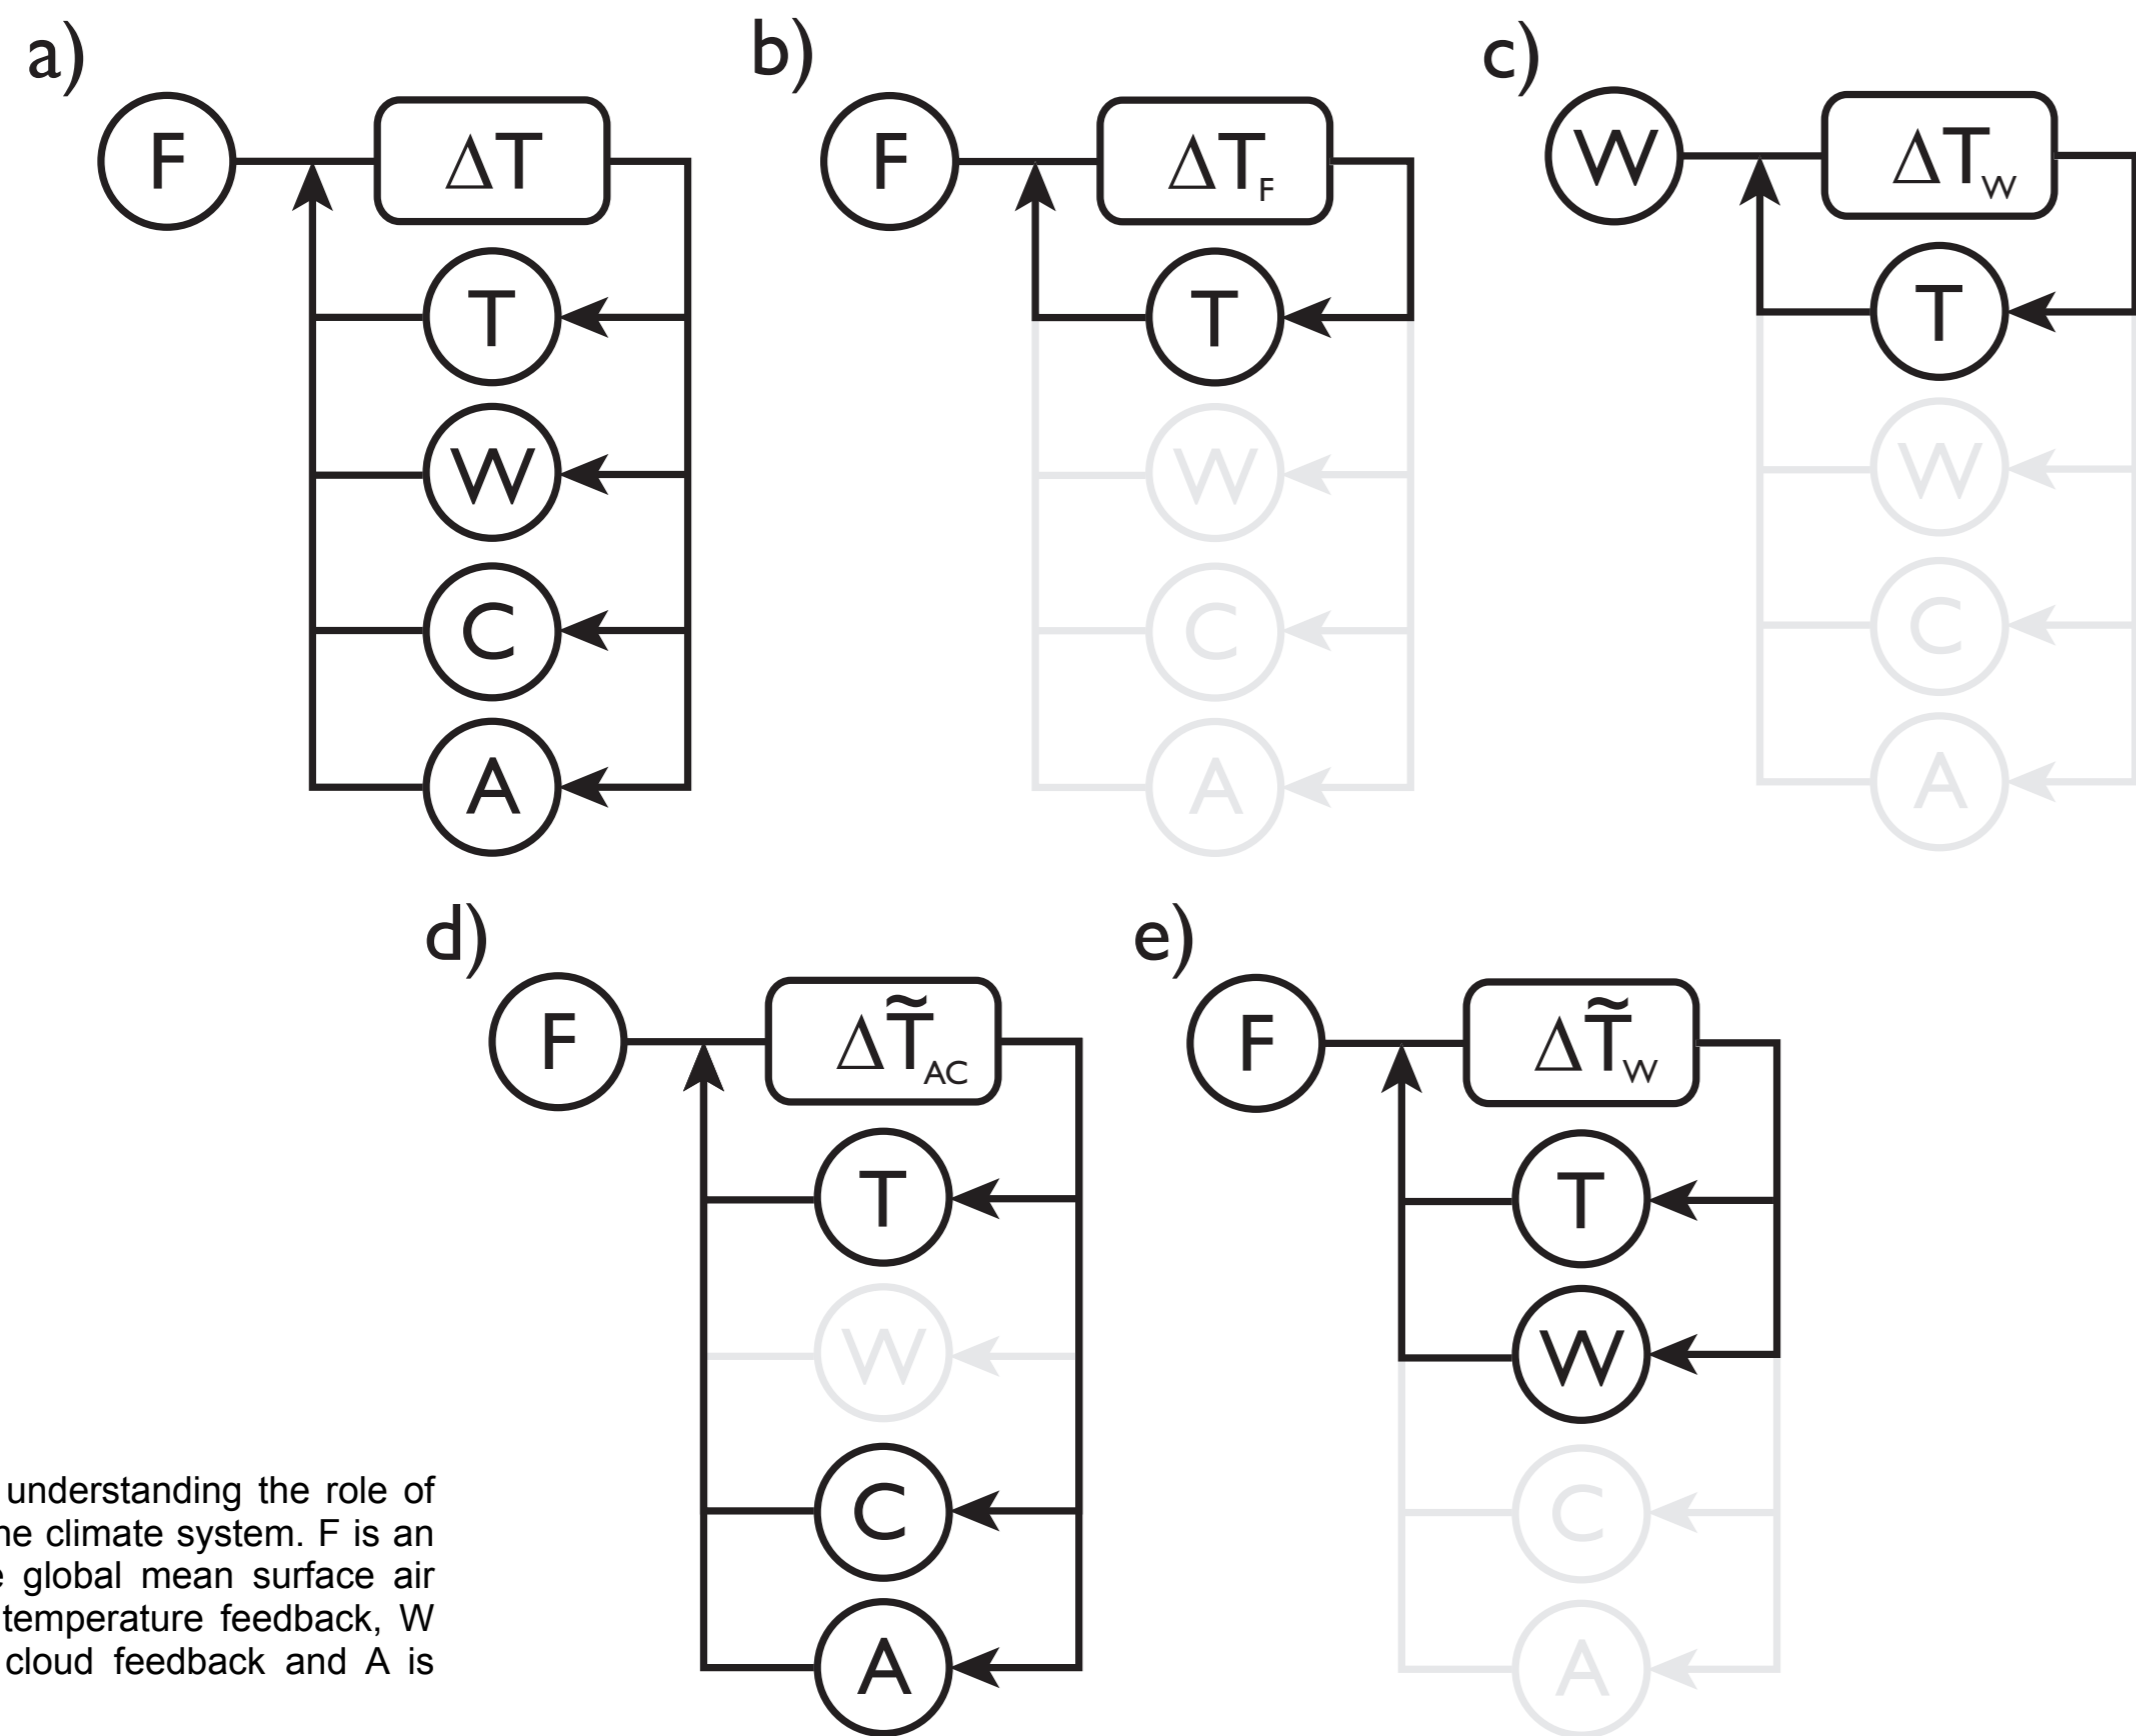 a)
F
ΔT
T
W
C
A
b)
F
ΔT_F
T
W
C
A
c)
W
ΔT_W
T
W
C
A
d)
F
ΔT̃_AC
T
W
C
A
e)
F
ΔT̃_W
T
W
C
A
understanding the role of
climate system. F is an
global mean surface air
temperature feedback, W
cloud feedback and A is